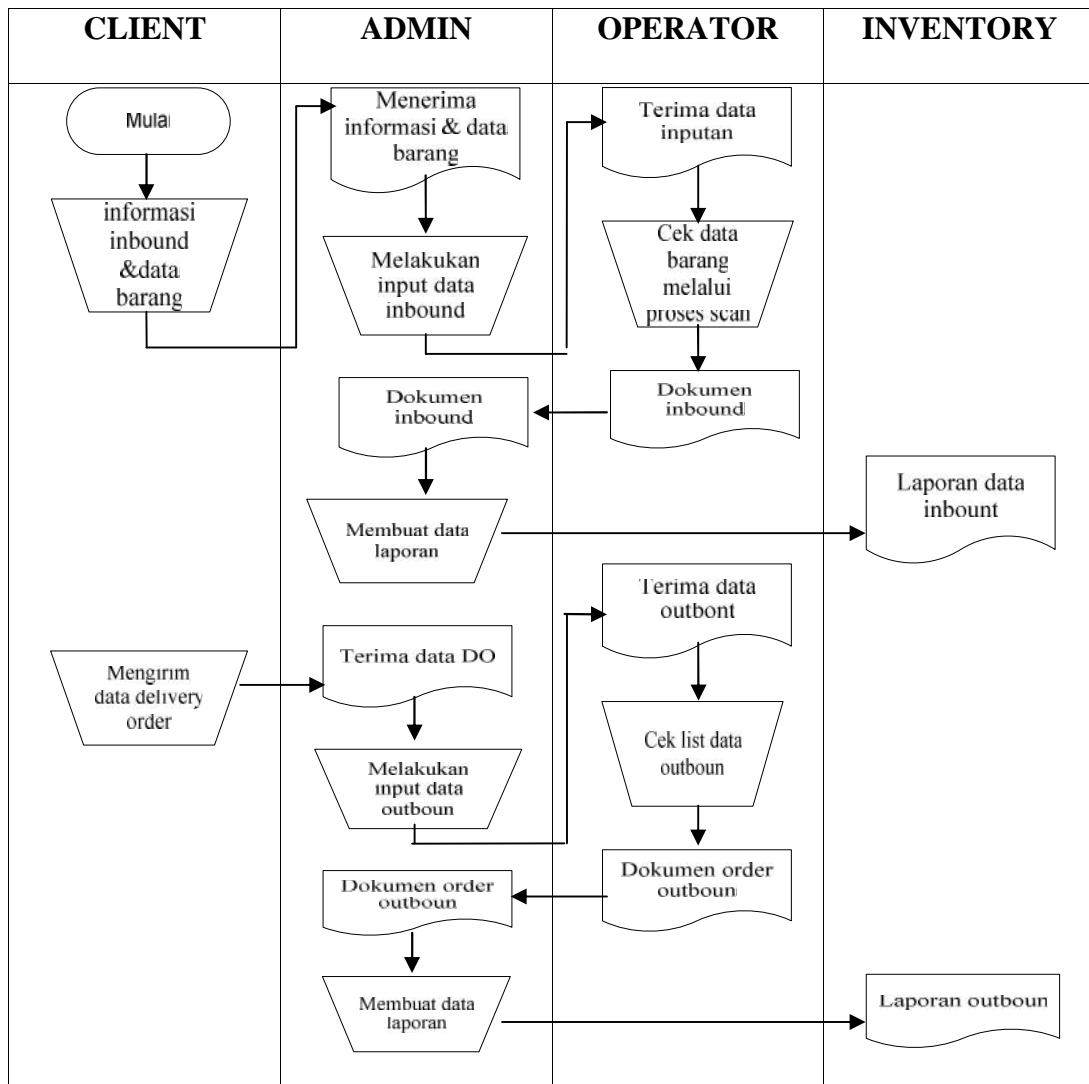 CLIENT
ADMIN
OPERATOR
INVENTORY
Mulai
informasi
inbound
&data
barang
Menerima
informasi & data
barang
Melakukan
input data
inbound
Terima data
inputan
Cek data
barang
melalui
proses scan
Dokumen
inbound
Dokumen
inbound
Membuat data
laporan
Laporan data
inbount
Mengirim
data delivery
order
Terima data DO
Melakukan
input data
outboun
Terima data
outbont
Cek list data
outboun
Dokumen order
outboun
Dokumen order
outboun
Membuat data
laporan
Laporan outboun